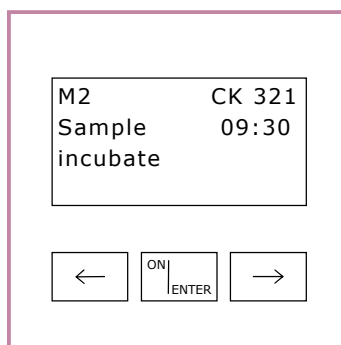 M2 CK 321
Sample 09:30
incubate
← ON ENTER →